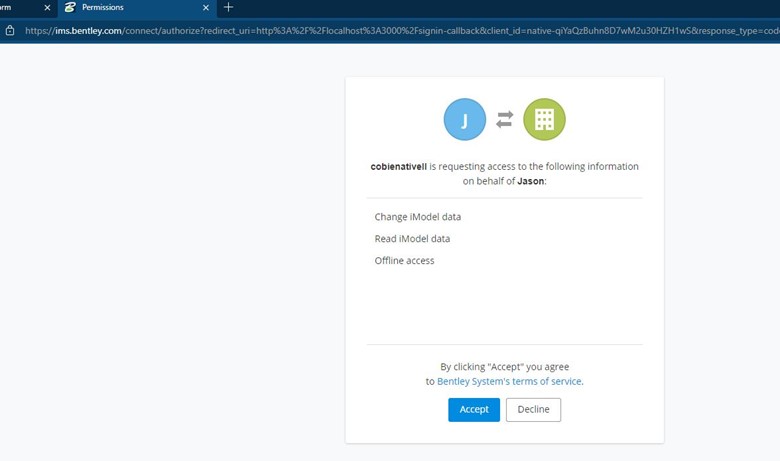 orm
Permissions
https://ims.bentley.com/connect/authorize?redirect_uri=http%3A%2F%2Flocalhost%3A3000%2Fsignin-callback&client_id=native-qiYaQzBuhn8D7wM2u30HZH1wS&response_type=cod
J
cobienativeII is requesting access to the following information
on behalf of Jason:
Change iModel data
Read iModel data
Offline access
By clicking "Accept" you agree
to Bentley System's terms of service.
Accept
Decline